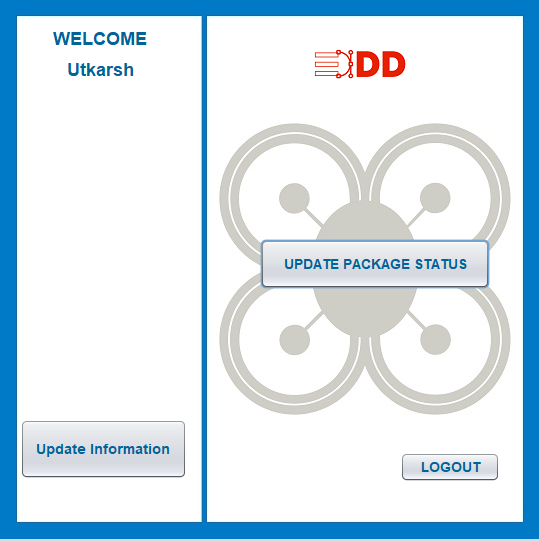 WELCOME
Utkarsh
DD
UPDATE PACKAGE STATUS
Update Information
LOGOUT